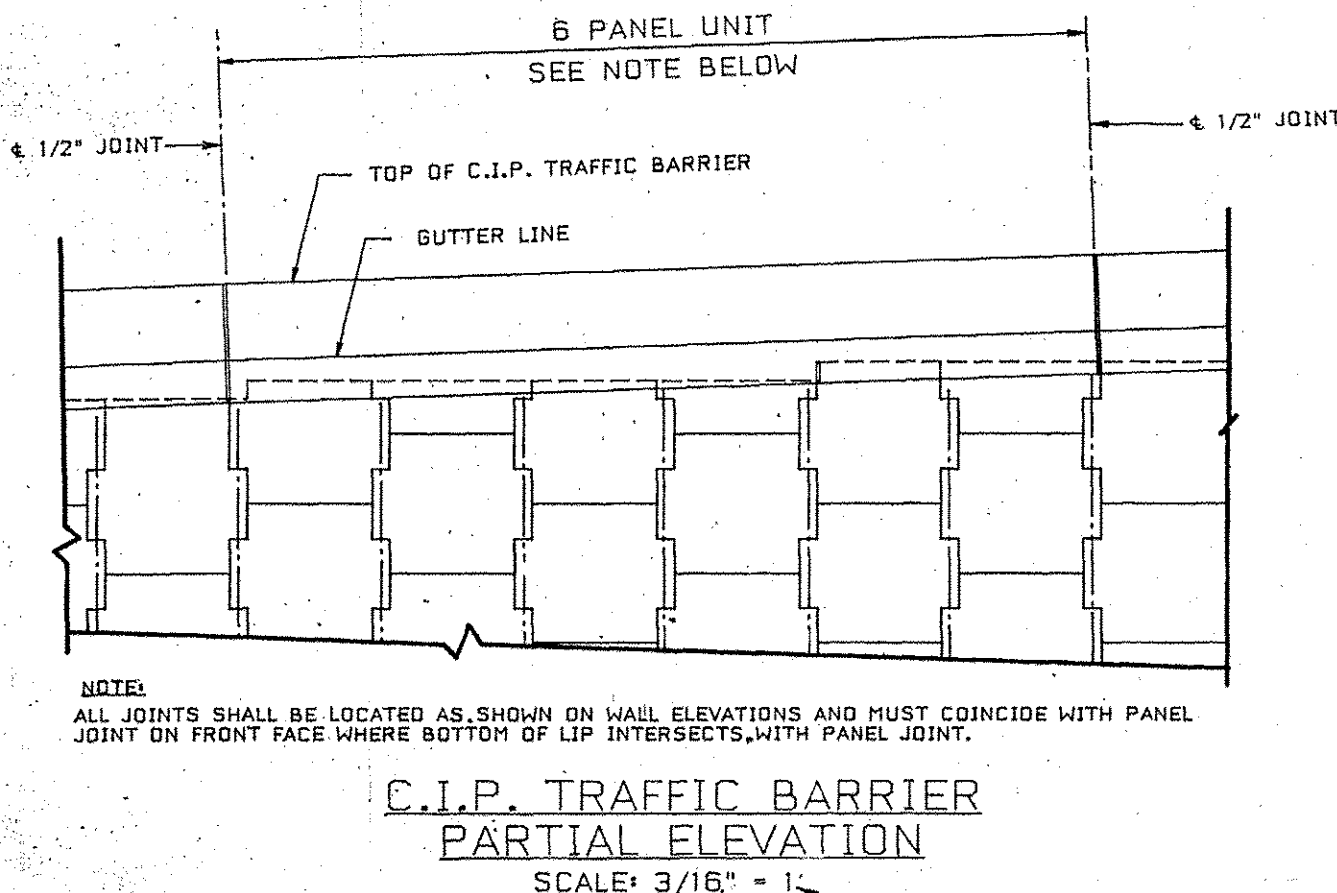 6 PANEL UNIT
SEE NOTE BELOW
℄ 1/2" JOINT
℄ 1/2" JOINT
TOP OF C.I.P. TRAFFIC BARRIER
GUTTER LINE
NOTE:
ALL JOINTS SHALL BE LOCATED AS SHOWN ON WALL ELEVATIONS AND MUST COINCIDE WITH PANEL
JOINT ON FRONT FACE WHERE BOTTOM OF LIP INTERSECTS WITH PANEL JOINT.
C.I.P. TRAFFIC BARRIER
PARTIAL ELEVATION
SCALE: 3/16" = 1'